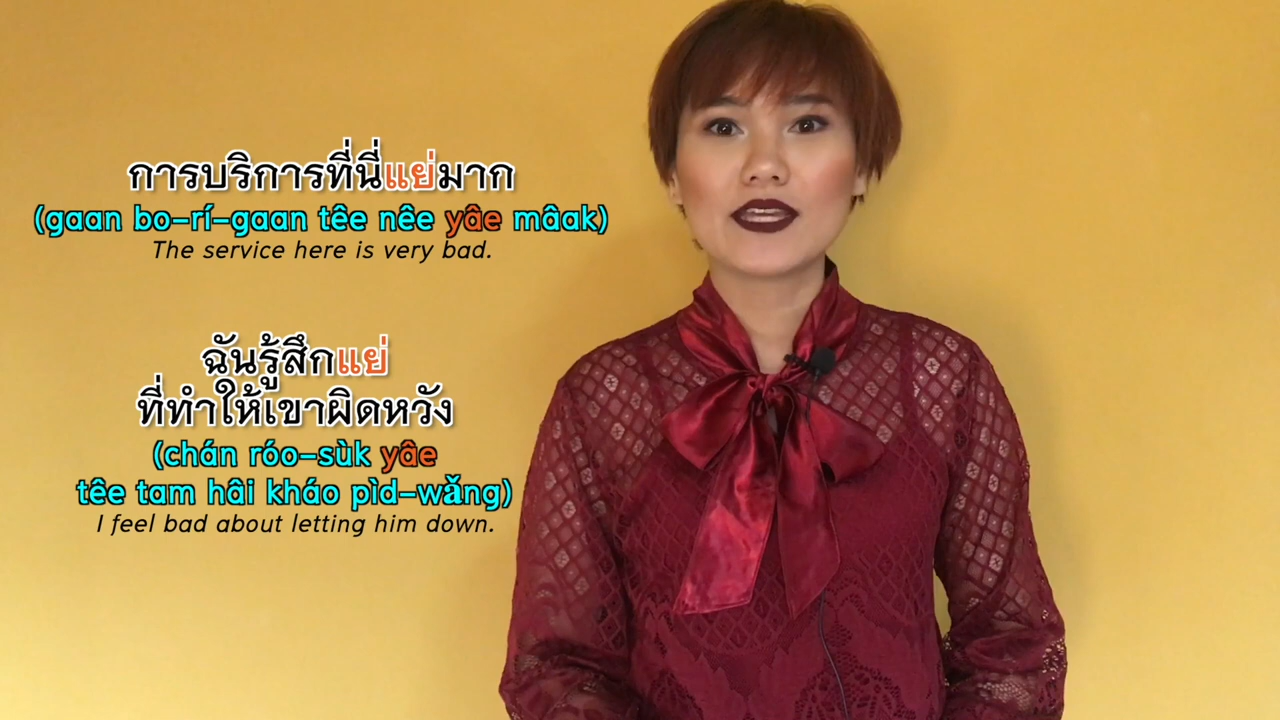 การบริการที่นี่แย่มาก
(gaan bo-rí-gaan têe nêe yâe mâak)
The service here is very bad.
ฉันรู้สึกแย่
ที่ทำให้เขาผิดหวัง
(chán róo-sùk yâe
têe tam hâi kháo pìd-wǎng)
I feel bad about letting him down.